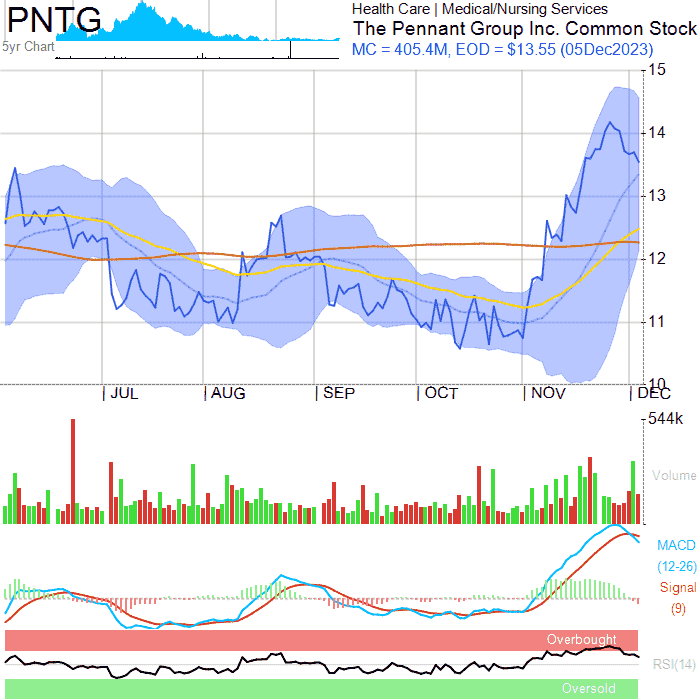 PNTG
5yr Chart
Health Care | Medical/Nursing Services
The Pennant Group Inc. Common Stock
MC = 405.4M, EOD = $13.55 (05Dec2023)
15
14
13
12
11
10
JUL AUG SEP OCT NOV DEC
544k
Volume
MACD
(12-26)
Signal
(9)
Overbought
RSI(14)
Oversold